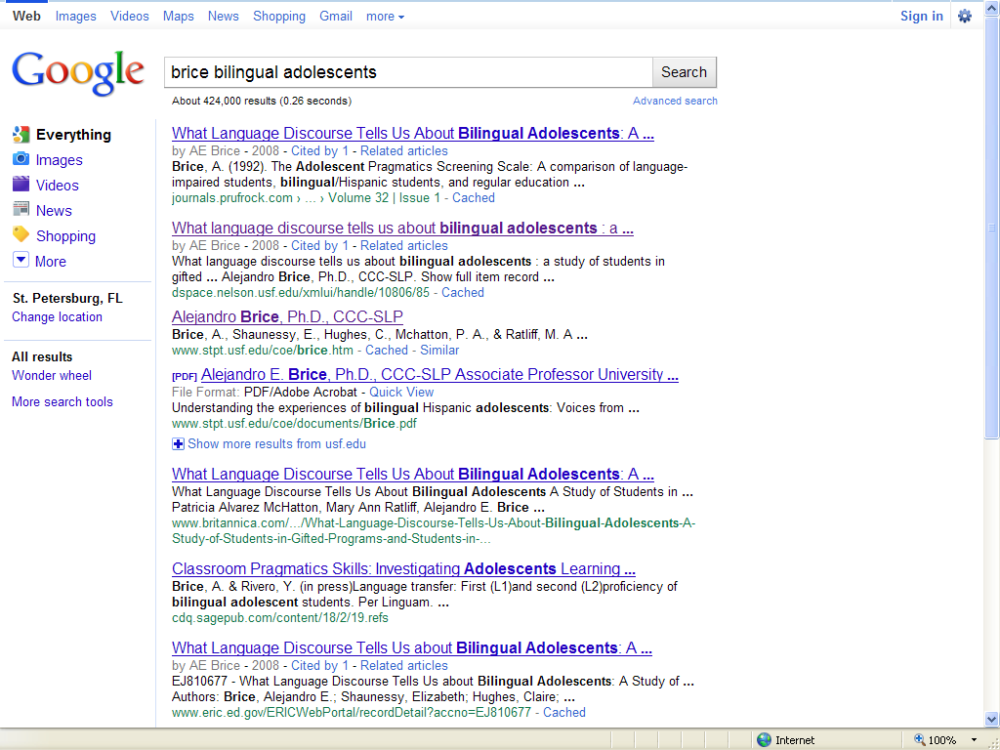 Web Images Videos Maps News Shopping Gmail more Sign in
Google
brice bilingual adolescents Search
About 424,000 results (0.26 seconds) Advanced search
Everything
Images
Videos
News
Shopping
More
St. Petersburg, FL
Change location
All results
Wonder wheel
More search tools
What Language Discourse Tells Us About Bilingual Adolescents: A ...
by AE Brice - 2008 - Cited by 1 - Related articles
Brice, A. (1992). The Adolescent Pragmatics Screening Scale: A comparison of language-
impaired students, bilingual/Hispanic students, and regular education ...
journals.prufrock.com › ... › Volume 32 | Issue 1 - Cached
What language discourse tells us about bilingual adolescents : a ...
by AE Brice - 2008 - Cited by 1 - Related articles
What language discourse tells us about bilingual adolescents : a study of students in
gifted ... Alejandro Brice, Ph.D., CCC-SLP. Show full item record ...
dspace.nelson.usf.edu/xmlui/handle/10806/85 - Cached
Alejandro Brice, Ph.D., CCC-SLP
Brice, A., Shaunessy, E., Hughes, C., Mchatton, P. A., & Ratliff, M. A ...
www.stpt.usf.edu/coe/brice.htm - Cached - Similar
[PDF] Alejandro E. Brice, Ph.D., CCC-SLP Associate Professor University ...
File Format: PDF/Adobe Acrobat - Quick View
Understanding the experiences of bilingual Hispanic adolescents: Voices from ...
www.stpt.usf.edu/coe/documents/Brice.pdf
Show more results from usf.edu
What Language Discourse Tells Us About Bilingual Adolescents: A ...
What Language Discourse Tells Us About Bilingual Adolescents A Study of Students in ...
Patricia Alvarez McHatton, Mary Ann Ratliff, Alejandro E. Brice ...
www.britannica.com/.../What-Language-Discourse-Tells-Us-About-Bilingual-Adolescents-A-
Study-of-Students-in-Gifted-Programs-and-Students-in-...
Classroom Pragmatics Skills: Investigating Adolescents Learning ...
Brice, A. & Rivero, Y. (in press)Language transfer: First (L1)and second (L2)proficiency of
bilingual adolescent students. Per Linguam. ...
cdq.sagepub.com/content/18/2/19.refs
What Language Discourse Tells Us about Bilingual Adolescents: A ...
by AE Brice - 2008 - Cited by 1 - Related articles
EJ810677 - What Language Discourse Tells Us about Bilingual Adolescents: A Study of ...
Authors: Brice, Alejandro E.; Shaunessy, Elizabeth; Hughes, Claire; ...
www.eric.ed.gov/ERICWebPortal/recordDetail?accno=EJ810677 - Cached
Internet 100%